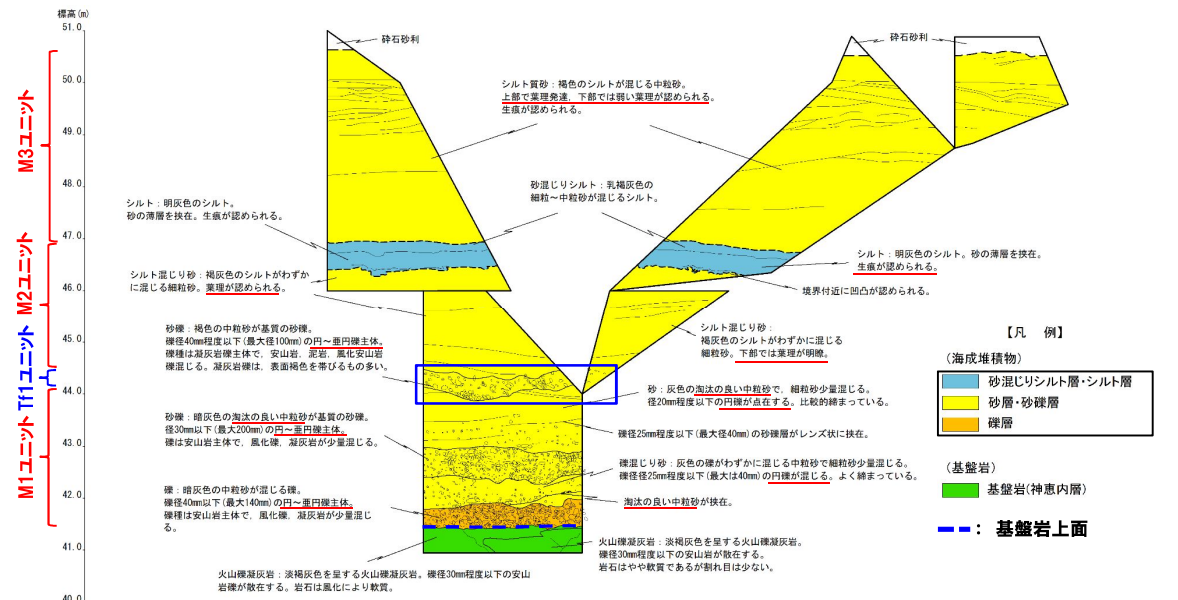 標高(m)
51.0
50.0
49.0
48.0
47.0
46.0
45.0
44.0
43.0
42.0
41.0
40.0
M3ユニット
M2ユニット
Tf1ユニット
M1ユニット
砕石砂利
砕石砂利
シルト質砂：褐色のシルトが混じる中粒砂。
上部で葉理発達，下部では弱い葉理が認められる。
生痕が認められる。
砂混じりシルト：乳褐灰色の
細粒～中粒砂が混じるシルト。
シルト：明灰色のシルト。
砂の薄層を挟在。生痕が認められる。
シルト混じり砂：褐灰色のシルトがわずか
に混じる細粒砂。葉理が認められる。
シルト：明灰色のシルト。砂の薄層を挟在。
生痕が認められる。
境界付近に凹凸が認められる。
砂礫：褐色の中粒砂が基質の砂礫。
礫径40mm程度以下(最大径100mm)の円～亜円礫主体。
礫種は凝灰岩礫主体で，安山岩，泥岩，風化安山岩
礫混じる。凝灰岩礫は，表面褐色を帯びるもの多い。
シルト混じり砂：
褐灰色のシルトがわずかに混じる
細粒砂。下部では葉理が明瞭。
砂礫：暗灰色の淘汰の良い中粒砂が基質の砂礫。
径30mm以下(最大200mm)の円～亜円礫主体。
礫は安山岩主体で，風化礫，凝灰岩が少量混じる。
砂：灰色の淘汰の良い中粒砂で，細粒砂少量混じる。
径20mm程度以下の円礫が点在する。比較的締まっている。
礫径25mm程度以下(最大径40mm)の砂礫層がレンズ状に挟在。
礫混じり砂：灰色の礫がわずかに混じる中粒砂で細粒砂少量混じる。
礫径径25mm程度以下(最大は40mm)の円礫が混じる。よく締まっている。
淘汰の良い中粒砂が挟在。
礫：暗灰色の中粒砂が混じる礫。
礫径40mm以下(最大140mm)の円～亜円礫主体。
礫種は安山岩主体で，風化礫，凝灰岩が少量混じ
る。
火山礫凝灰岩：淡褐灰色を呈する火山礫凝灰岩。礫径30mm程度以下の安山
岩礫が散在する。岩石は風化により軟質。
火山礫凝灰岩：淡褐灰色を呈する火山礫凝灰岩。
礫径30mm程度以下の安山岩が散在する。
岩石はやや軟質であるが割れ目は少ない。
【凡　例】
(海成堆積物)
砂混じりシルト層・シルト層
砂層・砂礫層
礫層
(基盤岩)
基盤岩(神恵内層)
：基盤岩上面